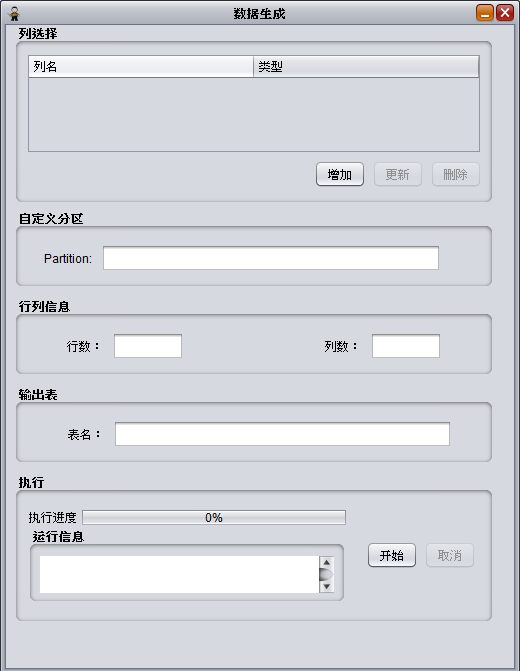 数据生成
列选择
列名 类型
增加 更新 删除
自定义分区
Partition:
行列信息
行数： 列数：
输出表
表名：
执行
执行进度 0%
运行信息
开始 取消